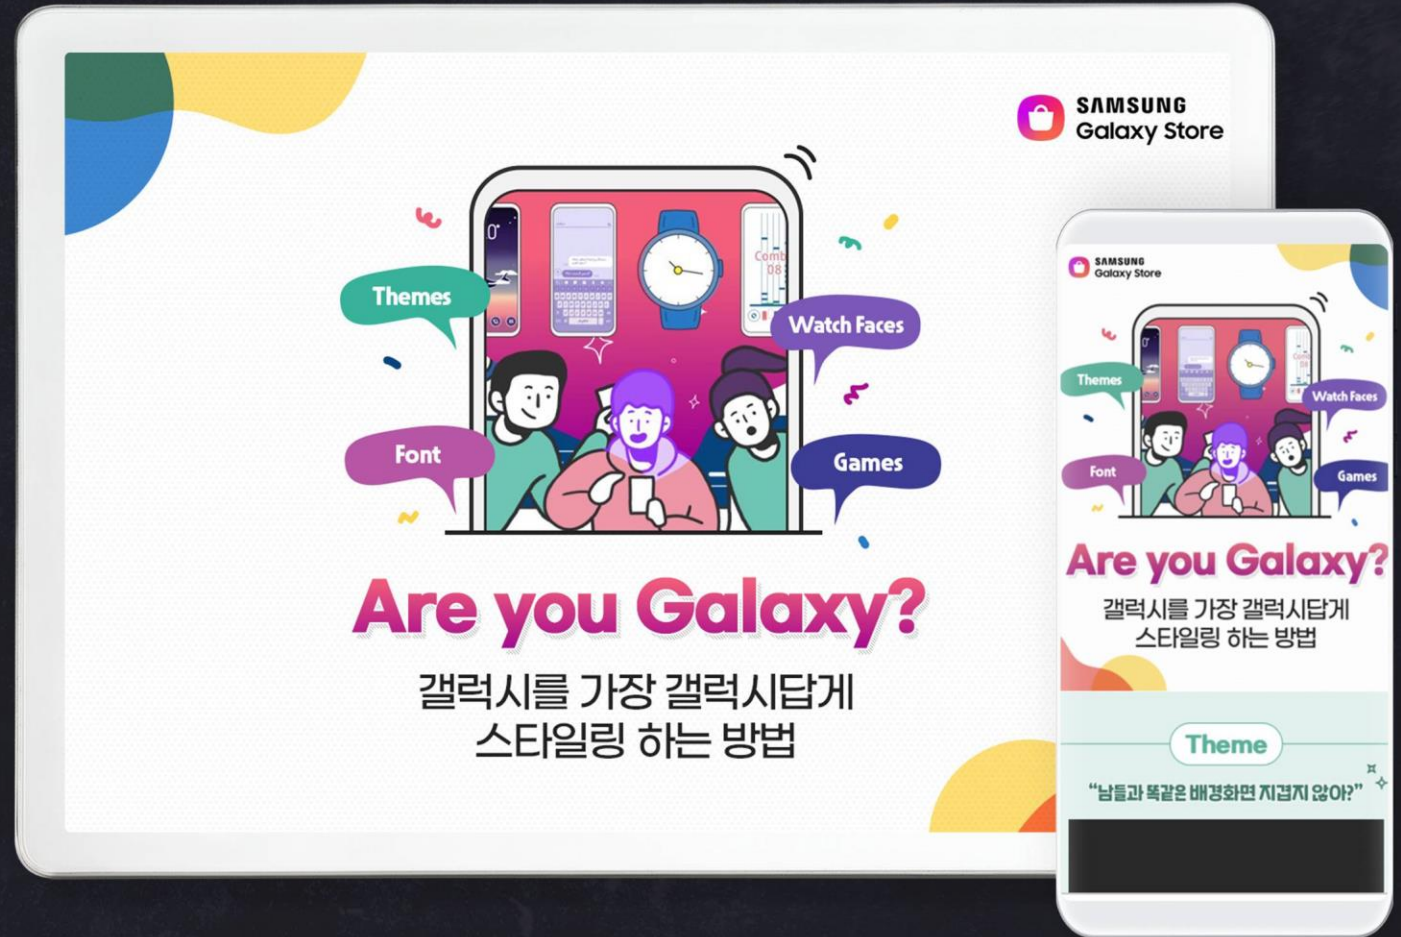 SAMSUNG
Galaxy Store
Themes
Watch Faces
Font
Games
Are you Galaxy?
갤럭시를 가장 갤럭시답게
스타일링 하는 방법
SAMSUNG
Galaxy Store
Themes
Watch Faces
Font
Games
Are you Galaxy?
갤럭시를 가장 갤럭시답게
스타일링 하는 방법
Theme
“남들과 똑같은 배경화면 지겹지 않아?”